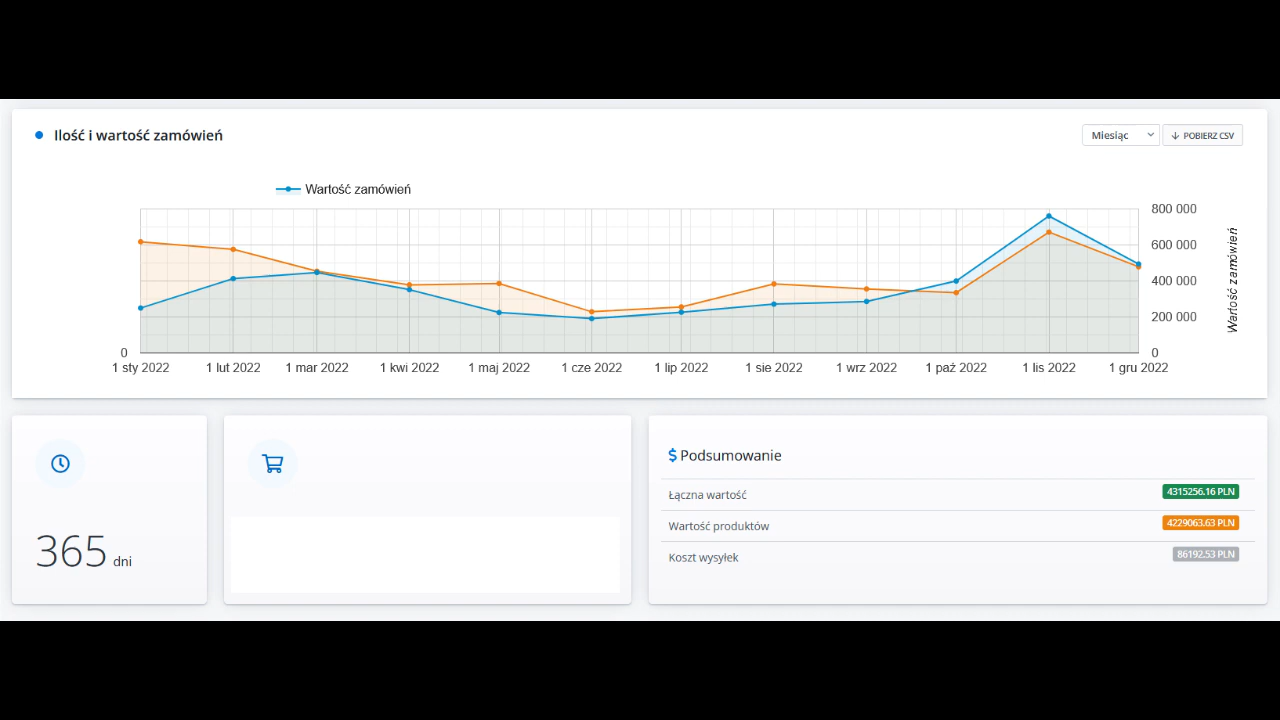 Ilość i wartość zamówień
Miesiąc
POBIERZ CSV
Wartość zamówień
800 000
600 000
400 000
200 000
0
0
Wartość zamówień
1 sty 2022 1 lut 2022 1 mar 2022 1 kwi 2022 1 maj 2022 1 cze 2022 1 lip 2022 1 sie 2022 1 wrz 2022 1 paź 2022 1 lis 2022 1 gru 2022
365 dni
$ Podsumowanie
Łączna wartość 4315256.16 PLN
Wartość produktów 4229063.63 PLN
Koszt wysyłek 86192.53 PLN